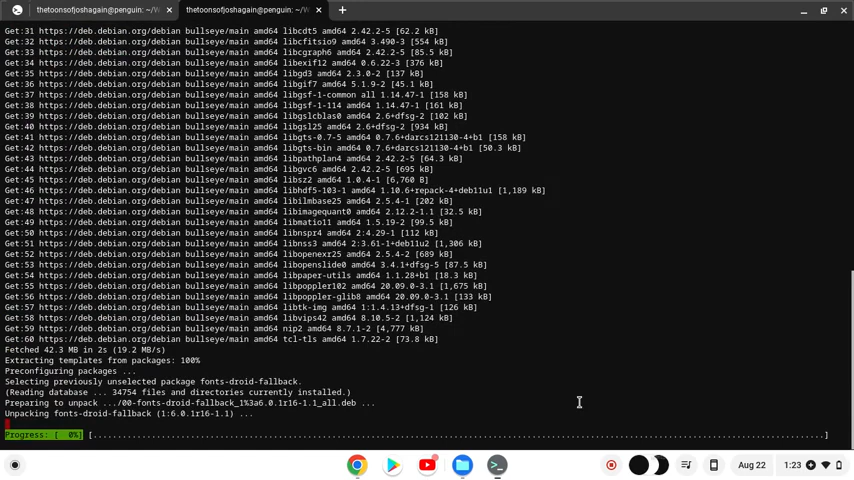 thetoonsofjoshagain@penguin: ~/W
thetoonsofjoshagain@penguin: ~/W
Get:31 https://deb.debian.org/debian bullseye/main amd64 libcdt5 amd64 2.42.2-5 [62.2 kB]
Get:32 https://deb.debian.org/debian bullseye/main amd64 libcfitsio9 amd64 3.490-3 [554 kB]
Get:33 https://deb.debian.org/debian bullseye/main amd64 libcgraph6 amd64 2.42.2-5 [85.5 kB]
Get:34 https://deb.debian.org/debian bullseye/main amd64 libexif12 amd64 0.6.22-3 [376 kB]
Get:35 https://deb.debian.org/debian bullseye/main amd64 libgd3 amd64 2.3.0-2 [137 kB]
Get:36 https://deb.debian.org/debian bullseye/main amd64 libgif7 amd64 5.1.9-2 [45.1 kB]
Get:37 https://deb.debian.org/debian bullseye/main amd64 libgsf-1-common all 1.14.47-1 [158 kB]
Get:38 https://deb.debian.org/debian bullseye/main amd64 libgsf-1-114 amd64 1.14.47-1 [161 kB]
Get:39 https://deb.debian.org/debian bullseye/main amd64 libgslcblas0 amd64 2.6+dfsg-2 [102 kB]
Get:40 https://deb.debian.org/debian bullseye/main amd64 libgsl25 amd64 2.6+dfsg-2 [934 kB]
Get:41 https://deb.debian.org/debian bullseye/main amd64 libgts-0.7-5 amd64 0.7.6+darcs121130-4+b1 [158 kB]
Get:42 https://deb.debian.org/debian bullseye/main amd64 libgts-bin amd64 0.7.6+darcs121130-4+b1 [50.3 kB]
Get:43 https://deb.debian.org/debian bullseye/main amd64 libpathplan4 amd64 2.42.2-5 [64.3 kB]
Get:44 https://deb.debian.org/debian bullseye/main amd64 libgvc6 amd64 2.42.2-5 [695 kB]
Get:45 https://deb.debian.org/debian bullseye/main amd64 libsz2 amd64 1.0.4-1 [6,760 B]
Get:46 https://deb.debian.org/debian bullseye/main amd64 libhdf5-103-1 amd64 1.10.6+repack-4+deb11u1 [1,189 kB]
Get:47 https://deb.debian.org/debian bullseye/main amd64 libilmbase25 amd64 2.5.4-1 [202 kB]
Get:48 https://deb.debian.org/debian bullseye/main amd64 libimagequant0 amd64 2.12.2-1.1 [32.5 kB]
Get:49 https://deb.debian.org/debian bullseye/main amd64 libmatio11 amd64 1.5.19-2 [99.5 kB]
Get:50 https://deb.debian.org/debian bullseye/main amd64 libnspr4 amd64 2:4.29-1 [112 kB]
Get:51 https://deb.debian.org/debian bullseye/main amd64 libnss3 amd64 2:3.61-1+deb11u2 [1,306 kB]
Get:52 https://deb.debian.org/debian bullseye/main amd64 libopenexr25 amd64 2.5.4-2 [689 kB]
Get:53 https://deb.debian.org/debian bullseye/main amd64 libopenslide0 amd64 3.4.1+dfsg-5 [87.5 kB]
Get:54 https://deb.debian.org/debian bullseye/main amd64 libpaper-utils amd64 1.1.28+b1 [18.3 kB]
Get:55 https://deb.debian.org/debian bullseye/main amd64 libpoppler102 amd64 20.09.0-3.1 [1,675 kB]
Get:56 https://deb.debian.org/debian bullseye/main amd64 libpoppler-glib8 amd64 20.09.0-3.1 [133 kB]
Get:57 https://deb.debian.org/debian bullseye/main amd64 libtk-img amd64 1:1.4.13+dfsg-1 [126 kB]
Get:58 https://deb.debian.org/debian bullseye/main amd64 libvips42 amd64 8.10.5-2 [1,124 kB]
Get:59 https://deb.debian.org/debian bullseye/main amd64 nip2 amd64 8.7.1-2 [4,777 kB]
Get:60 https://deb.debian.org/debian bullseye/main amd64 tcl-tls amd64 1.7.22-2 [73.8 kB]
Fetched 42.3 MB in 2s (19.2 MB/s)
Extracting templates from packages: 100%
Preconfiguring packages ...
Selecting previously unselected package fonts-droid-fallback.
(Reading database ... 34754 files and directories currently installed.)
Preparing to unpack .../00-fonts-droid-fallback_1%3a6.0.1r16-1.1_all.deb ...
Unpacking fonts-droid-fallback (1:6.0.1r16-1.1) ...
Progress: [  0%] [..........................................................................................................................................................]
Aug 22
1:23